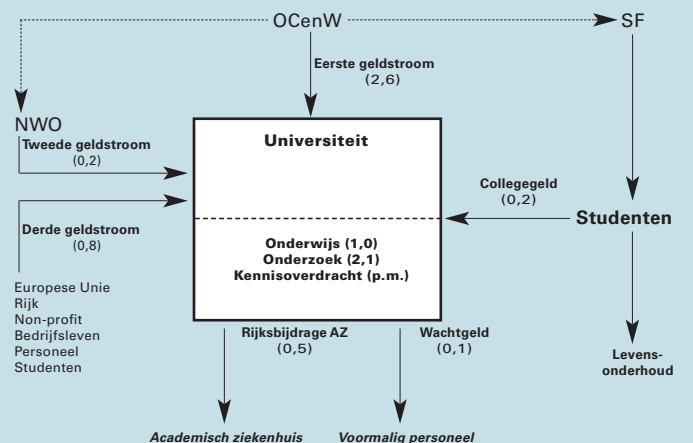 OCenW
SF
Eerste geldstroom
(2,6)
NWO
Tweede geldstroom
(0,2)
Universiteit
Collegegeld
(0,2)
Studenten
Derde geldstroom
(0,8)
Onderwijs (1,0)
Onderzoek (2,1)
Kennisoverdracht (p.m.)
Europese Unie
Rijk
Non-profit
Bedrijfsleven
Personeel
Studenten
Rijksbijdrage AZ
(0,5)
Wachtgeld
(0,1)
Levens-
onderhoud
Academisch ziekenhuis
Voormalig personeel